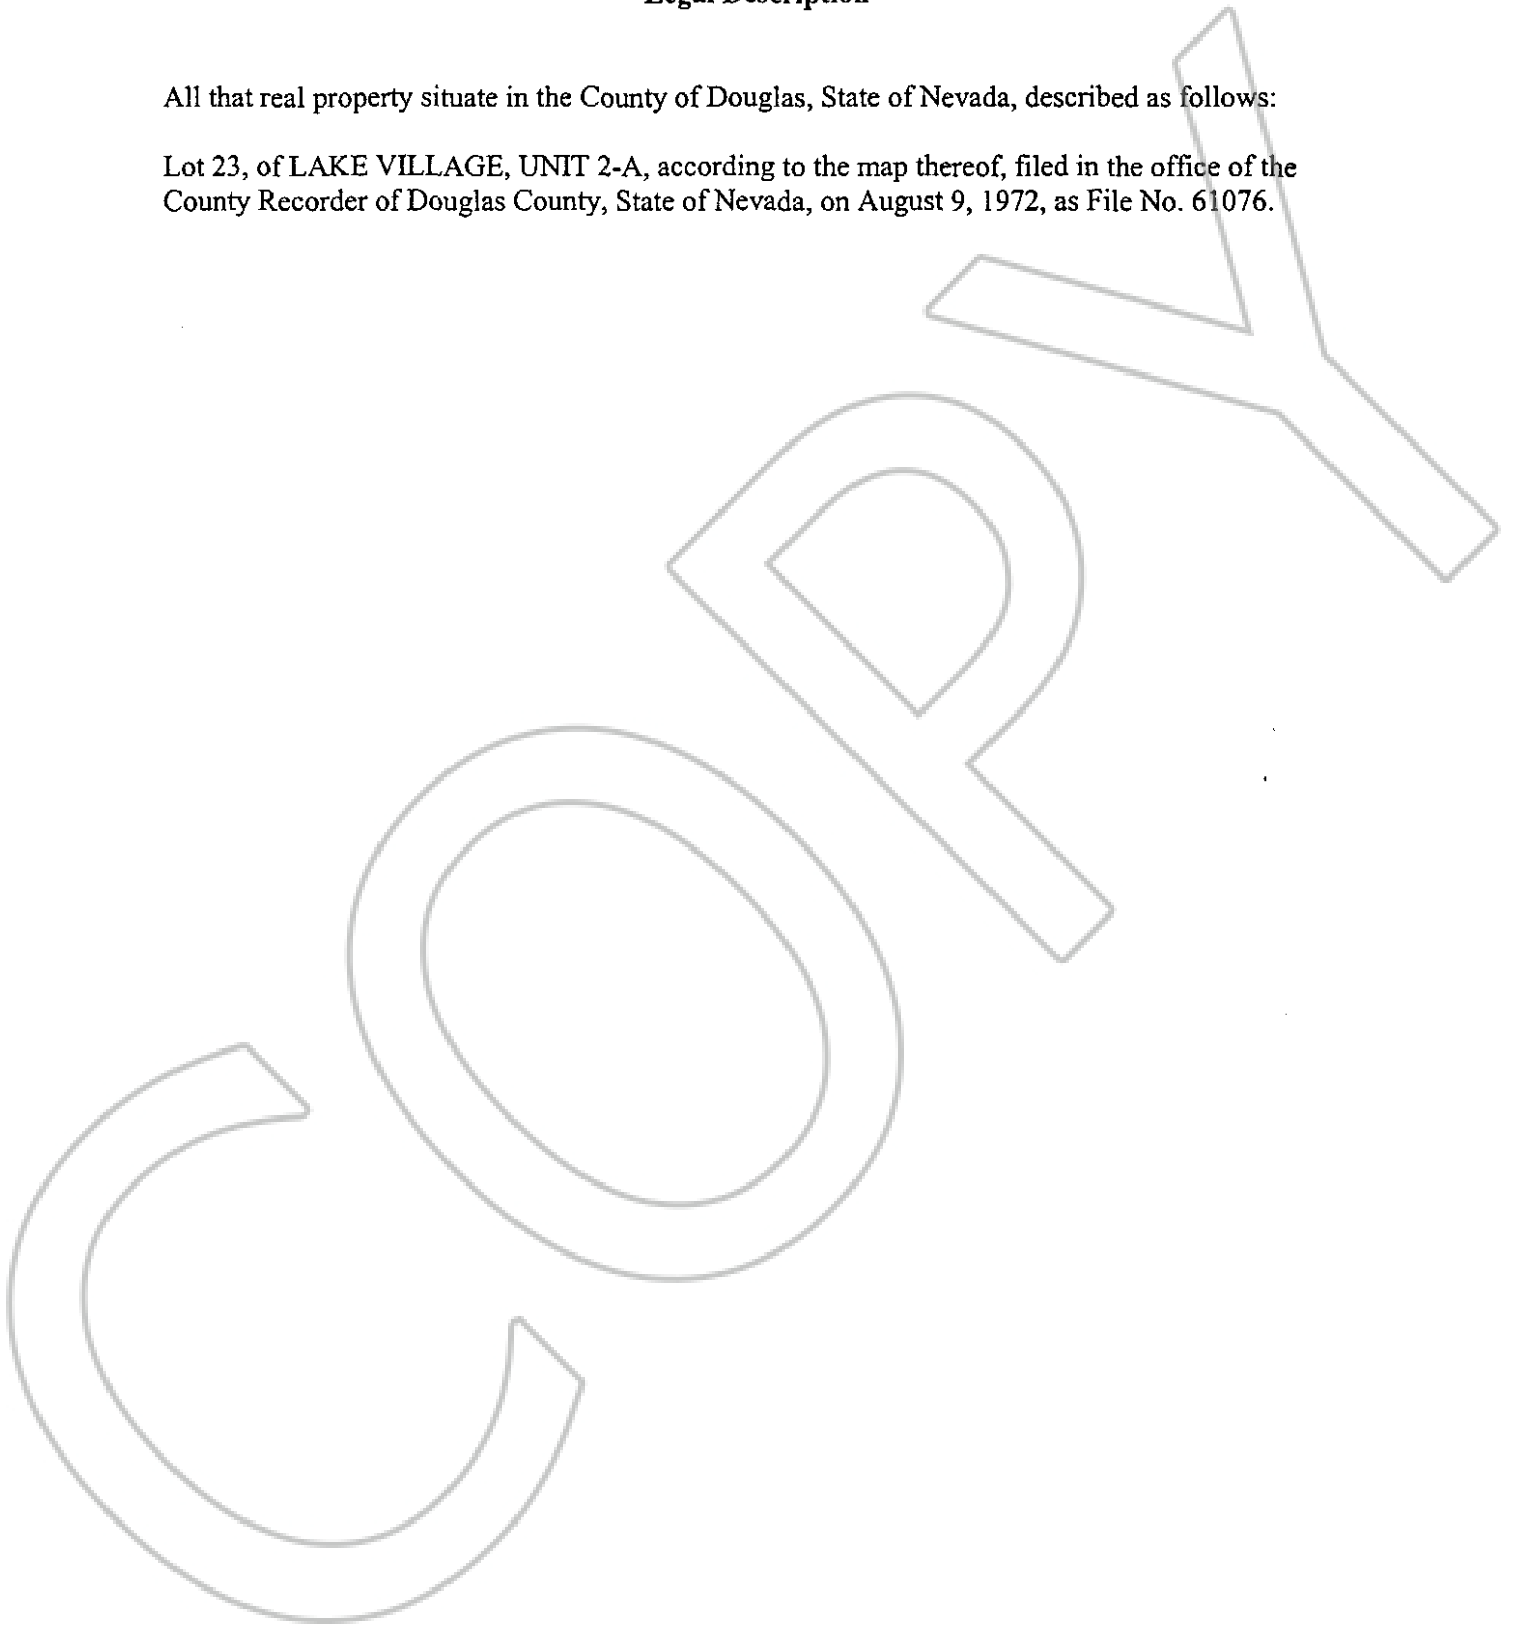 Legal Description
All that real property situate in the County of Douglas, State of Nevada, described as follows:
Lot 23, of LAKE VILLAGE, UNIT 2-A, according to the map thereof, filed in the office of the
County Recorder of Douglas County, State of Nevada, on August 9, 1972, as File No. 61076.
COPY